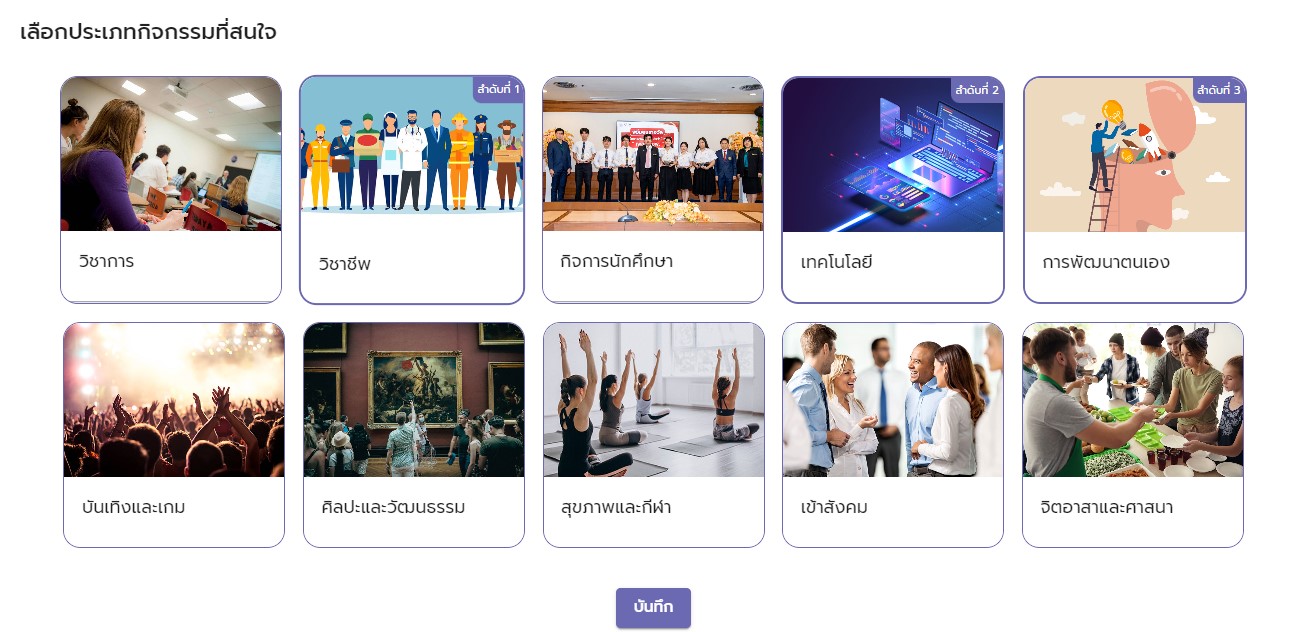 เลือกประเภทกิจกรรมที่สนใจ
ลำดับที่ 1
ลำดับที่ 2
ลำดับที่ 3
วิชาการ
วิชาชีพ
กิจการนักศึกษา
เทคโนโลยี
การพัฒนาตนเอง
บันเทิงและเกม
ศิลปะและวัฒนธรรม
สุขภาพและกีฬา
เข้าสังคม
จิตอาสาและศาสนา
บันทึก